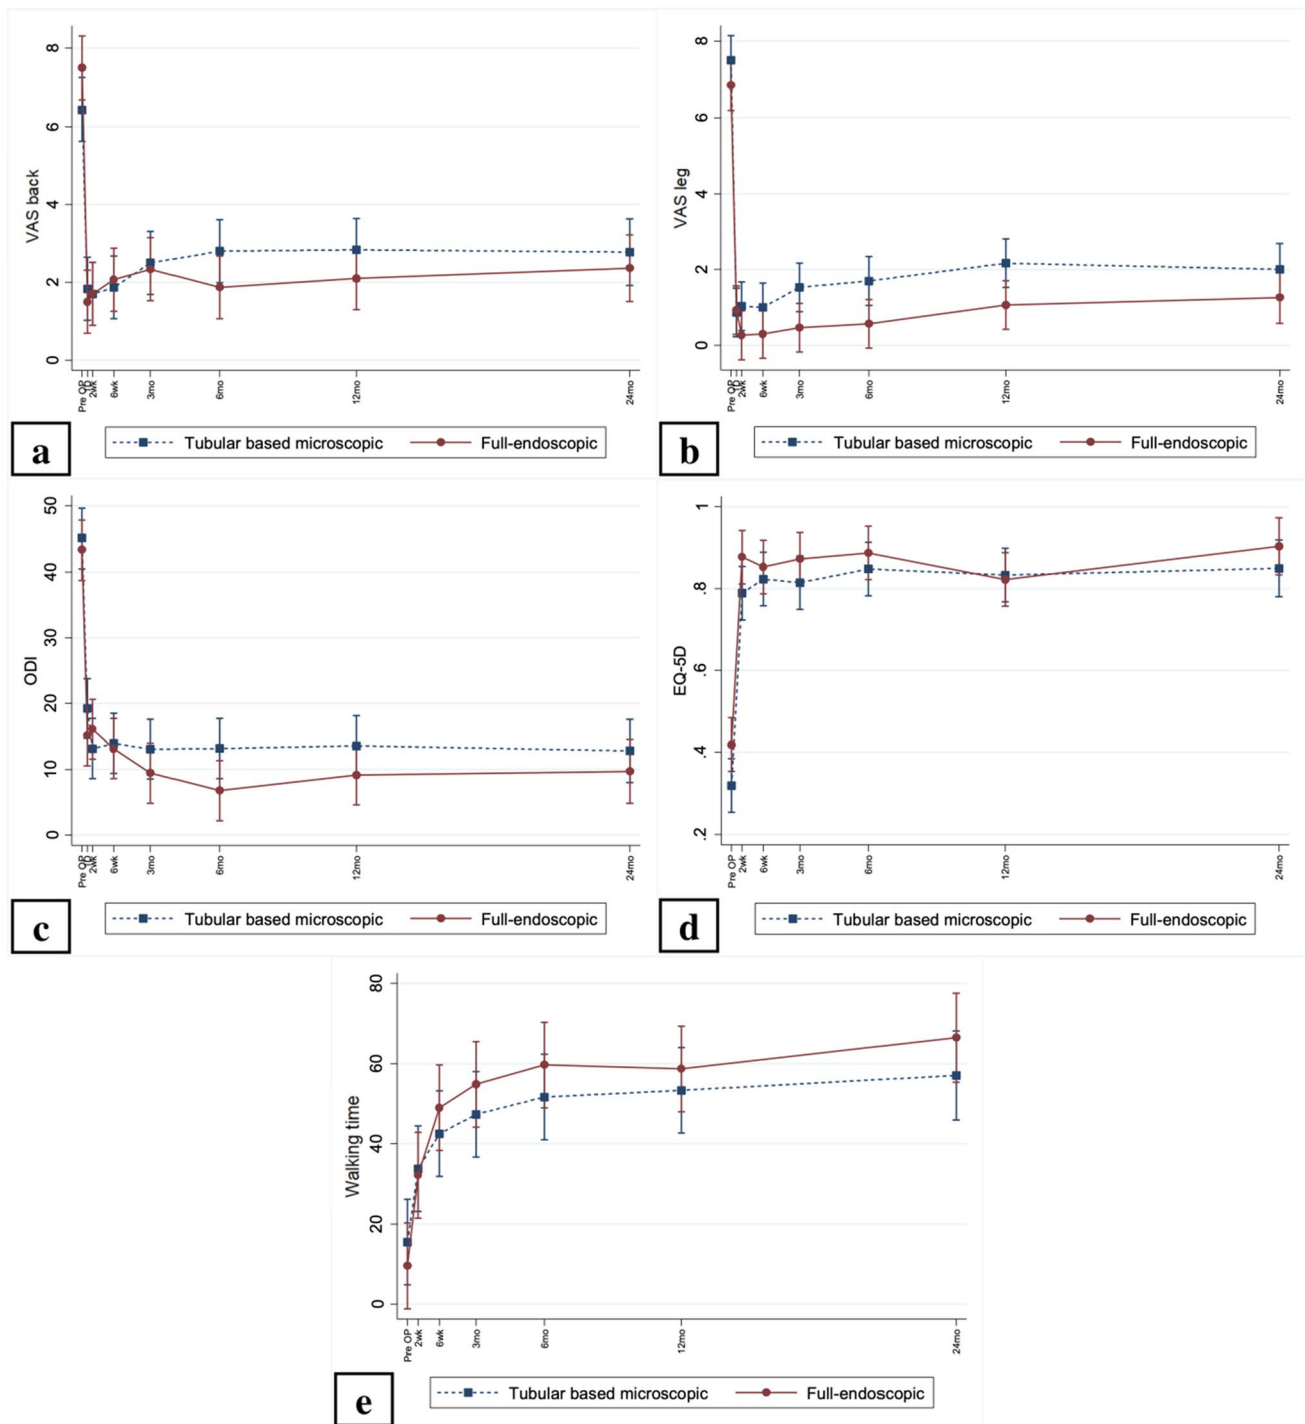 VAS back
8
6
4
2
0
Pre OP
1D
2wk
6wk
3mo
6mo
12mo
24mo
Tubular based microscopic
Full-endoscopic
a
VAS leg
8
6
4
2
0
Pre OP
1D
2wk
6wk
3mo
6mo
12mo
24mo
Tubular based microscopic
Full-endoscopic
b
ODI
50
40
30
20
10
0
Pre OP
1D
2wk
6wk
3mo
6mo
12mo
24mo
Tubular based microscopic
Full-endoscopic
c
EQ-5D
1
.8
.6
.4
.2
Pre OP
2wk
6wk
3mo
6mo
12mo
24mo
Tubular based microscopic
Full-endoscopic
d
Walking time
80
60
40
20
0
Pre OP
2wk
6wk
3mo
6mo
12mo
24mo
Tubular based microscopic
Full-endoscopic
e